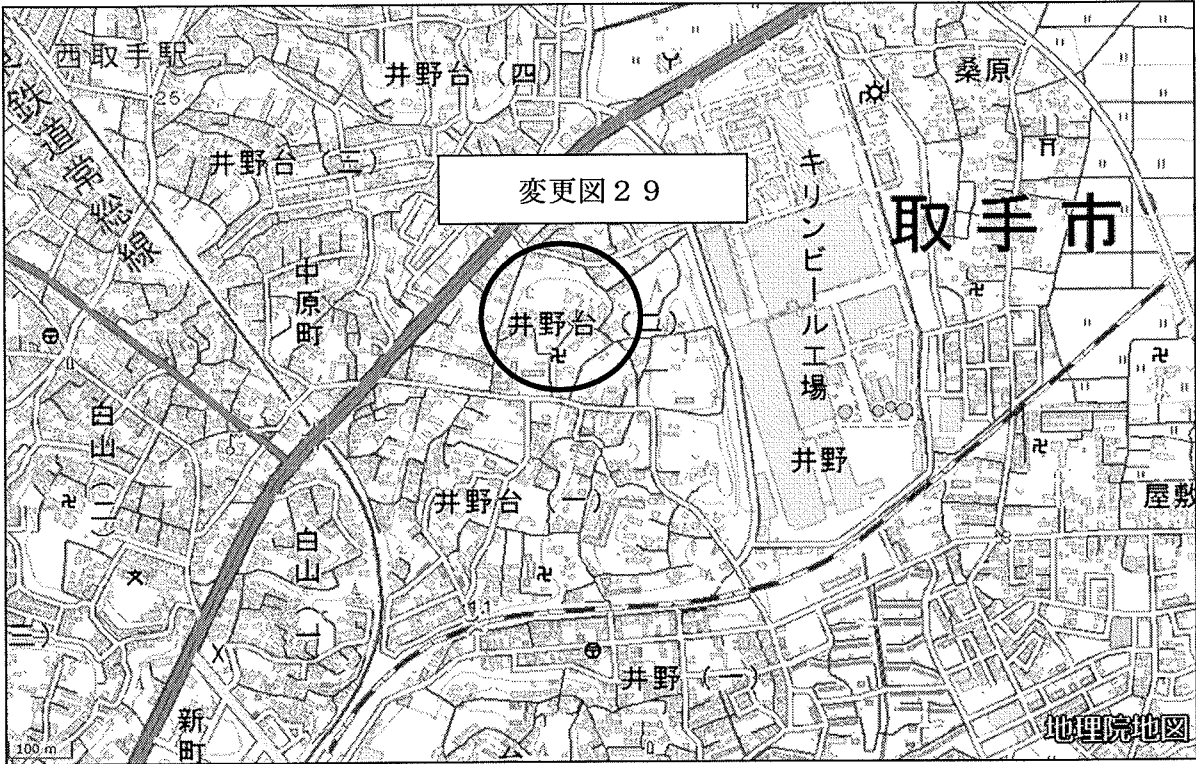 西取手駅
井野台(四)
桑原
25
鉄道常総線
井野台(三)
変更図29
キリンビール工場
取手市
中原町
井野台(二)
白山(二)
井野
井野台(一)
屋敷
白山(一)
11
井野(一)
新町
100 m
地理院地図